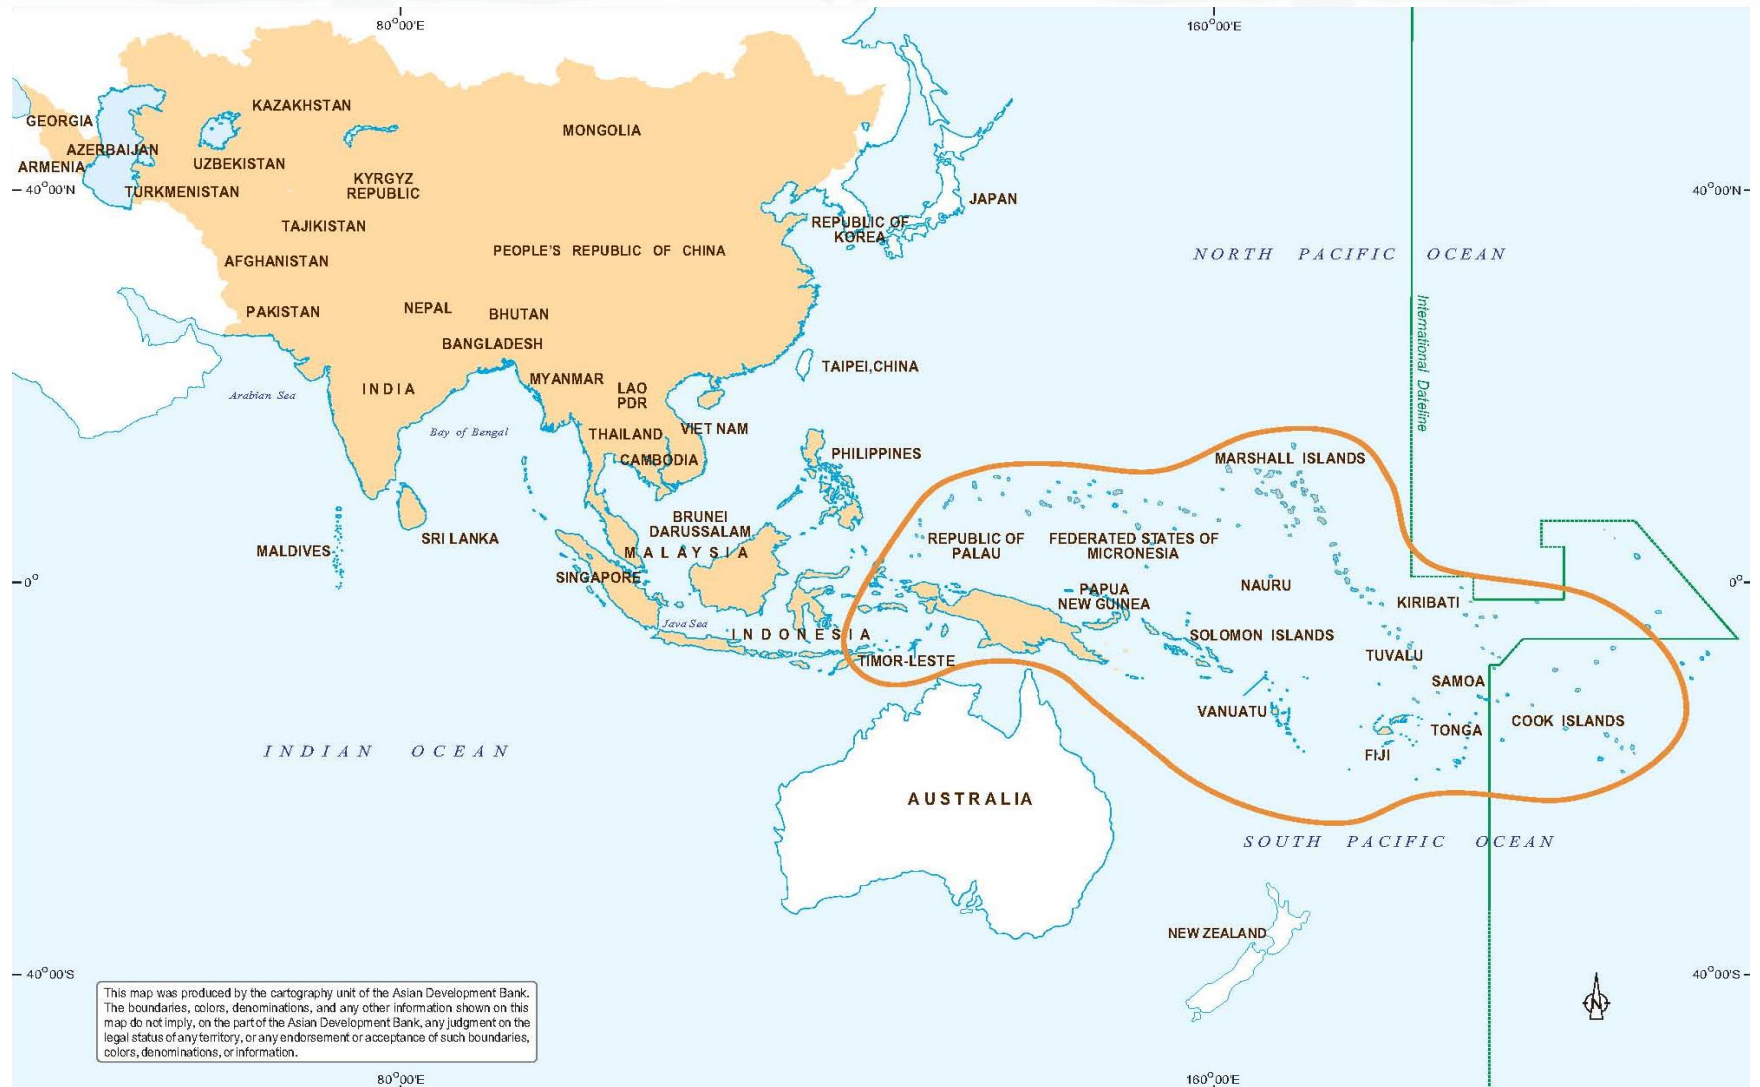 80°00'E
160°00'E
KAZAKHSTAN
GEORGIA
MONGOLIA
AZERBAIJAN
ARMENIA
UZBEKISTAN
KYRGYZ
REPUBLIC
40°00'N
TURKMENISTAN
40°00'N
JAPAN
TAJIKISTAN
REPUBLIC OF
KOREA
PEOPLE'S REPUBLIC OF CHINA
NORTH PACIFIC OCEAN
AFGHANISTAN
PAKISTAN
NEPAL
BHUTAN
International Dateline
BANGLADESH
TAIPEI,CHINA
MYANMAR
LAO
PDR
INDIA
Arabian Sea
Bay of Bengal
VIET NAM
THAILAND
CAMBODIA
PHILIPPINES
MARSHALL ISLANDS
BRUNEI
DARUSSALAM
SRI LANKA
REPUBLIC OF
PALAU
FEDERATED STATES OF
MICRONESIA
MALDIVES
MALAYSIA
SINGAPORE
0°
0°
PAPUA
NEW GUINEA
NAURU
KIRIBATI
Java Sea
INDONESIA
SOLOMON ISLANDS
TIMOR-LESTE
TUVALU
SAMOA
VANUATU
COOK ISLANDS
TONGA
FIJI
INDIAN OCEAN
AUSTRALIA
SOUTH PACIFIC OCEAN
NEW ZEALAND
40°00'S
40°00'S
This map was produced by the cartography unit of the Asian Development Bank.
The boundaries, colors, denominations, and any other information shown on this
map do not imply, on the part of the Asian Development Bank, any judgment on the
legal status of any territory, or any endorsement or acceptance of such boundaries,
colors, denominations, or information.
N
80°00'E
160°00'E